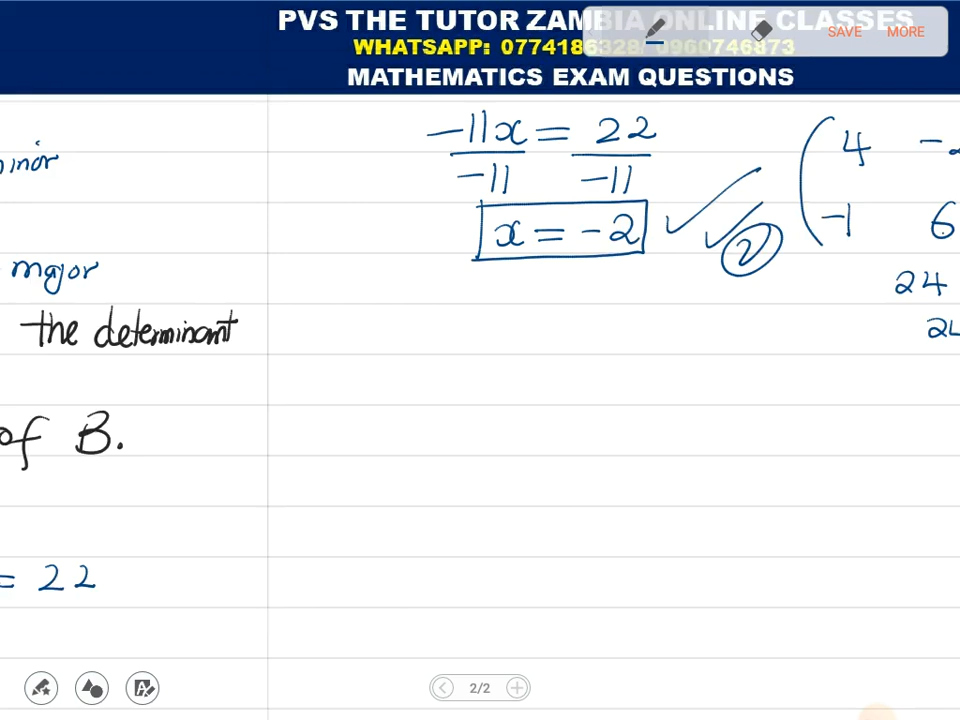 PVS THE TUTOR ZAMBIA ONLINE CLASSES
WHATSAPP: 0774186328/ 0960746873
MATHEMATICS EXAM QUESTIONS
SAVE MORE
major
the determinant
of B.
= 22
-11x = 22
-11 -11
x = -2
2
4
-1 6
24
2/2